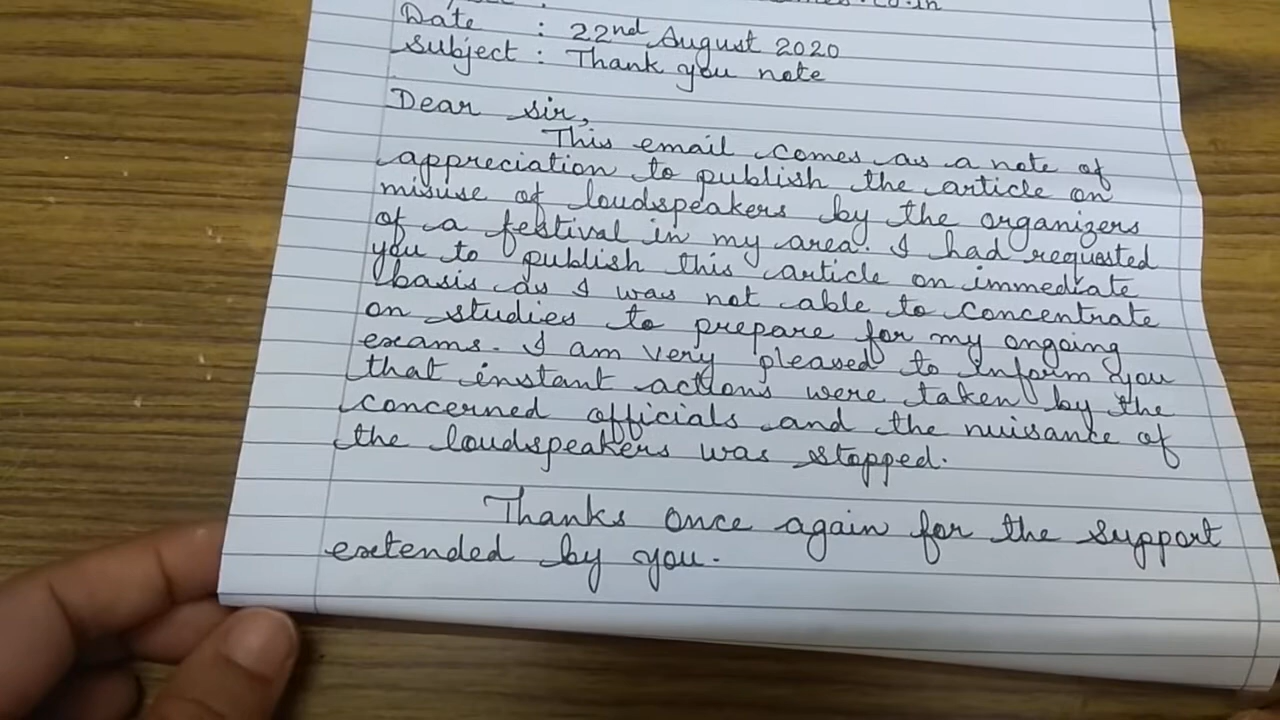 .co.in
Date : 22nd August 2020
Subject : Thank you note
Dear Sir,
This email comes as a note of
appreciation to publish the article on
misuse of loudspeakers by the organizers
of a festival in my area. I had requested
you to publish this article on immediate
basis as I was not able to concentrate
on studies to prepare for my ongoing
exams. I am very pleased to inform you
that instant actions were taken by the
concerned officials and the nuisance of
the loudspeakers was stopped.
Thanks once again for the support
extended by you.